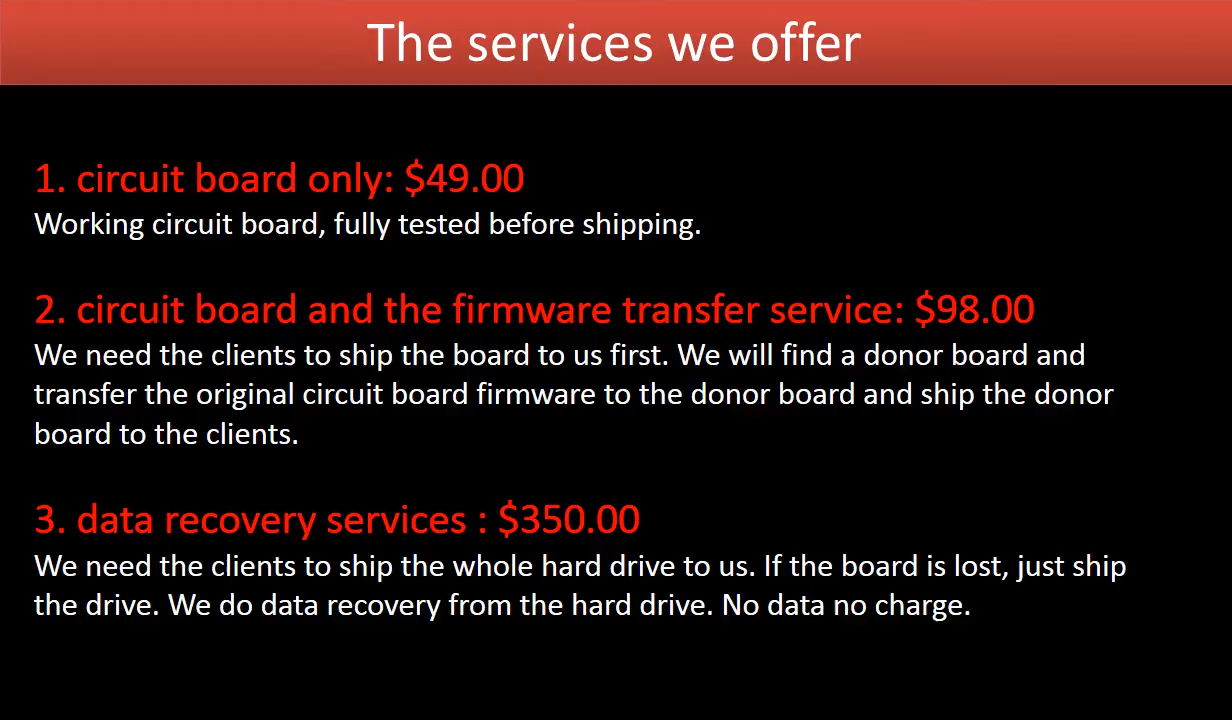 The services we offer
1. circuit board only: $49.00
Working circuit board, fully tested before shipping.
2. circuit board and the firmware transfer service: $98.00
We need the clients to ship the board to us first. We will find a donor board and
transfer the original circuit board firmware to the donor board and ship the donor
board to the clients.
3. data recovery services : $350.00
We need the clients to ship the whole hard drive to us. If the board is lost, just ship
the drive. We do data recovery from the hard drive. No data no charge.